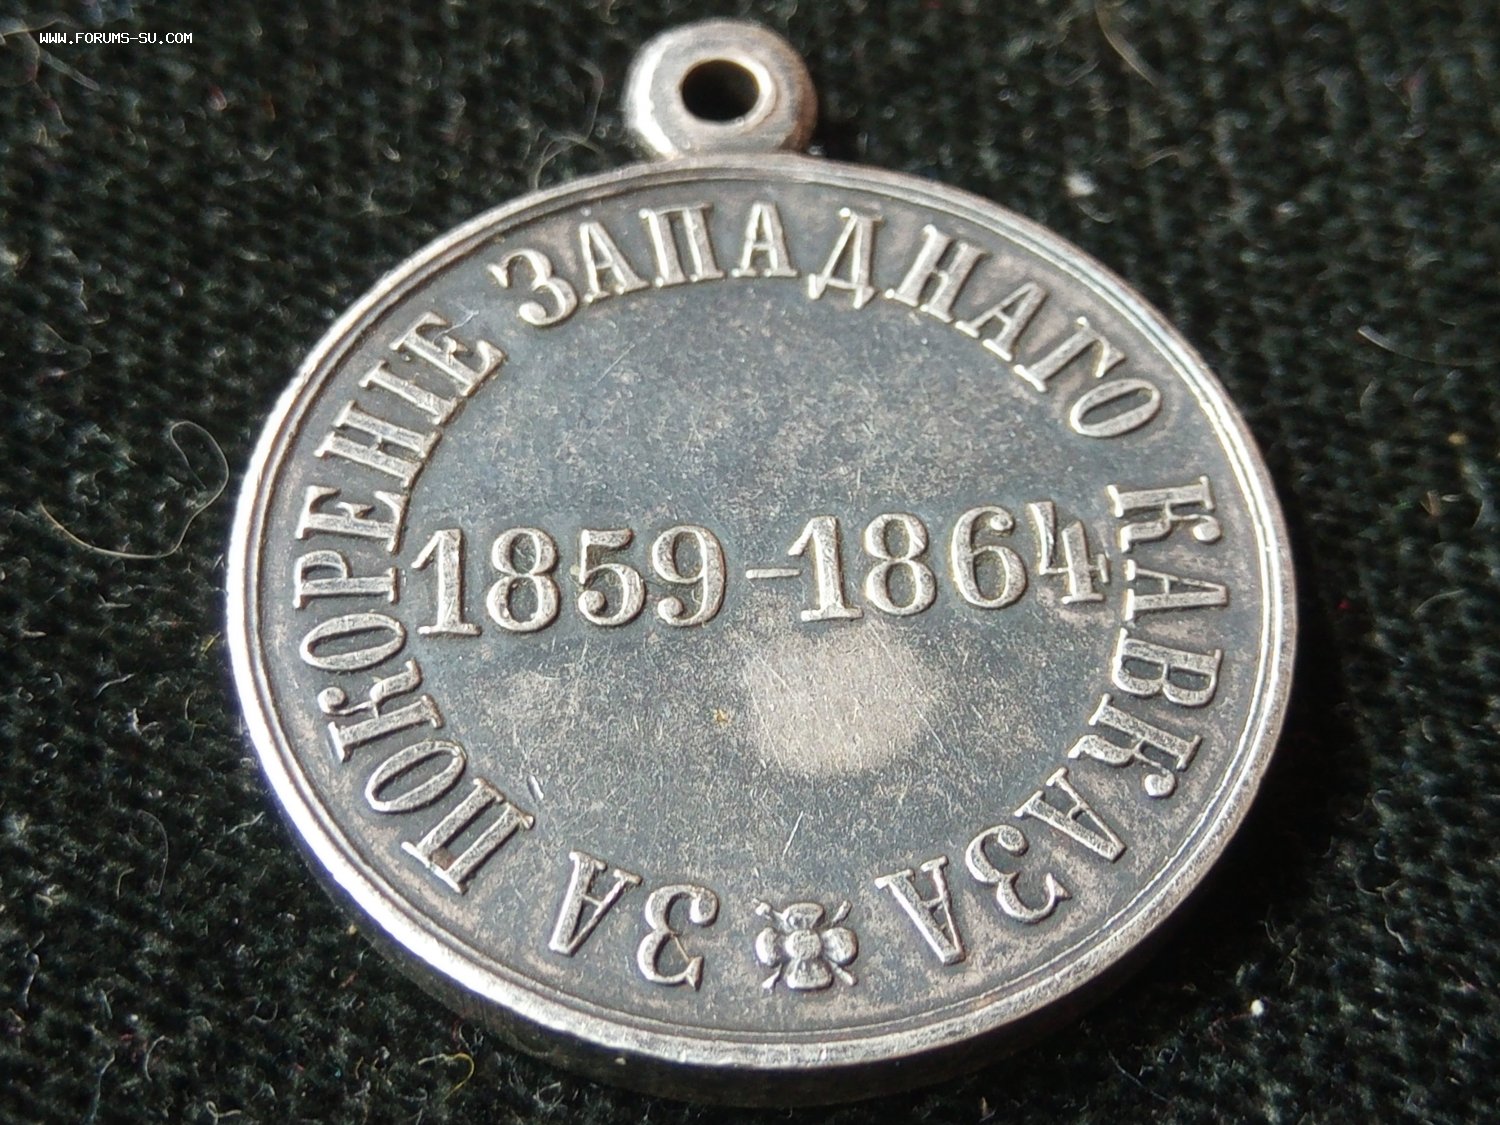 WWW.FORUMS-SU.COM
ЗА ПОКОРЕНІЕ ЗАПАДНАГО КАВКАЗА
1859-1864